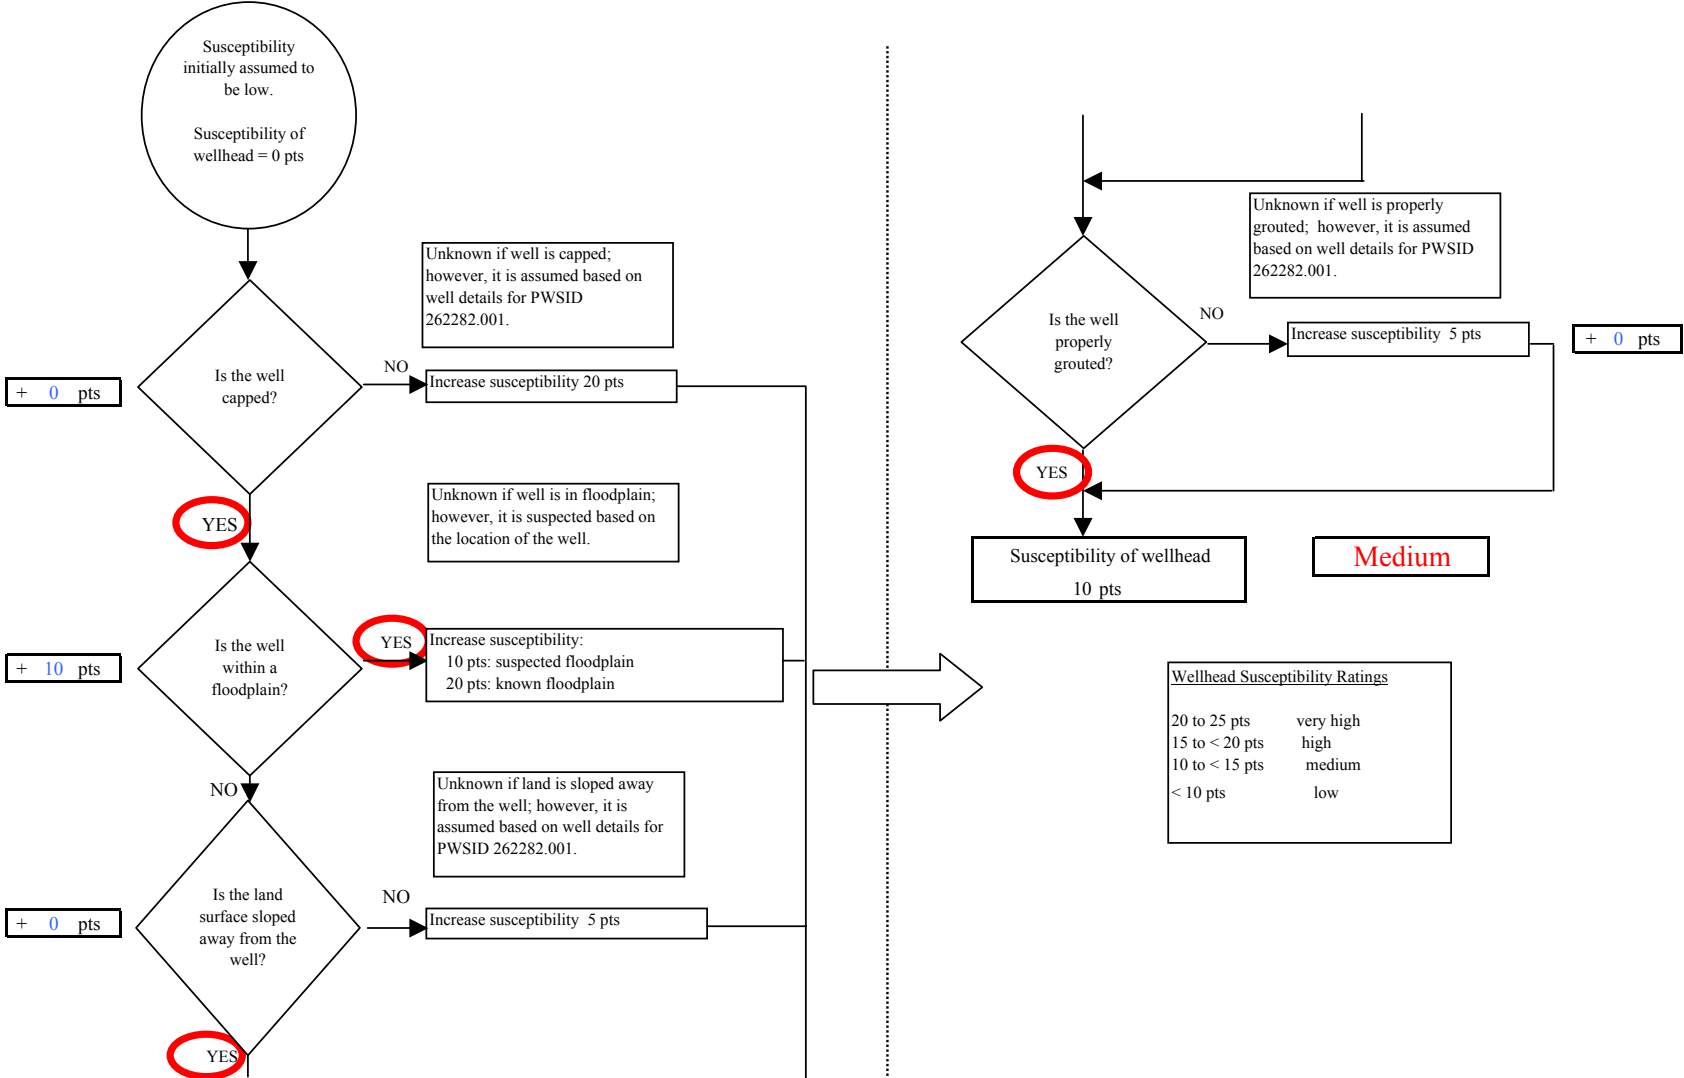 Susceptibility
initially assumed to
be low.
Susceptibility of
wellhead = 0 pts
Unknown if well is capped;
however, it is assumed based on
well details for PWSID
262282.001.
+ 0 pts
Is the well
capped?
NO
Increase susceptibility 20 pts
YES
Unknown if well is in floodplain;
however, it is suspected based on
the location of the well.
+ 10 pts
Is the well
within a
floodplain?
YES
Increase susceptibility:
10 pts: suspected floodplain
20 pts: known floodplain
NO
Unknown if land is sloped away
from the well; however, it is
assumed based on well details for
PWSID 262282.001.
+ 0 pts
Is the land
surface sloped
away from the
well?
NO
Increase susceptibility 5 pts
YES
Unknown if well is properly
grouted; however, it is assumed
based on well details for PWSID
262282.001.
Is the well
properly
grouted?
NO
Increase susceptibility 5 pts
+ 0 pts
YES
Susceptibility of wellhead
10 pts
Medium
Wellhead Susceptibility Ratings
20 to 25 pts very high
15 to < 20 pts high
10 to < 15 pts medium
< 10 pts low